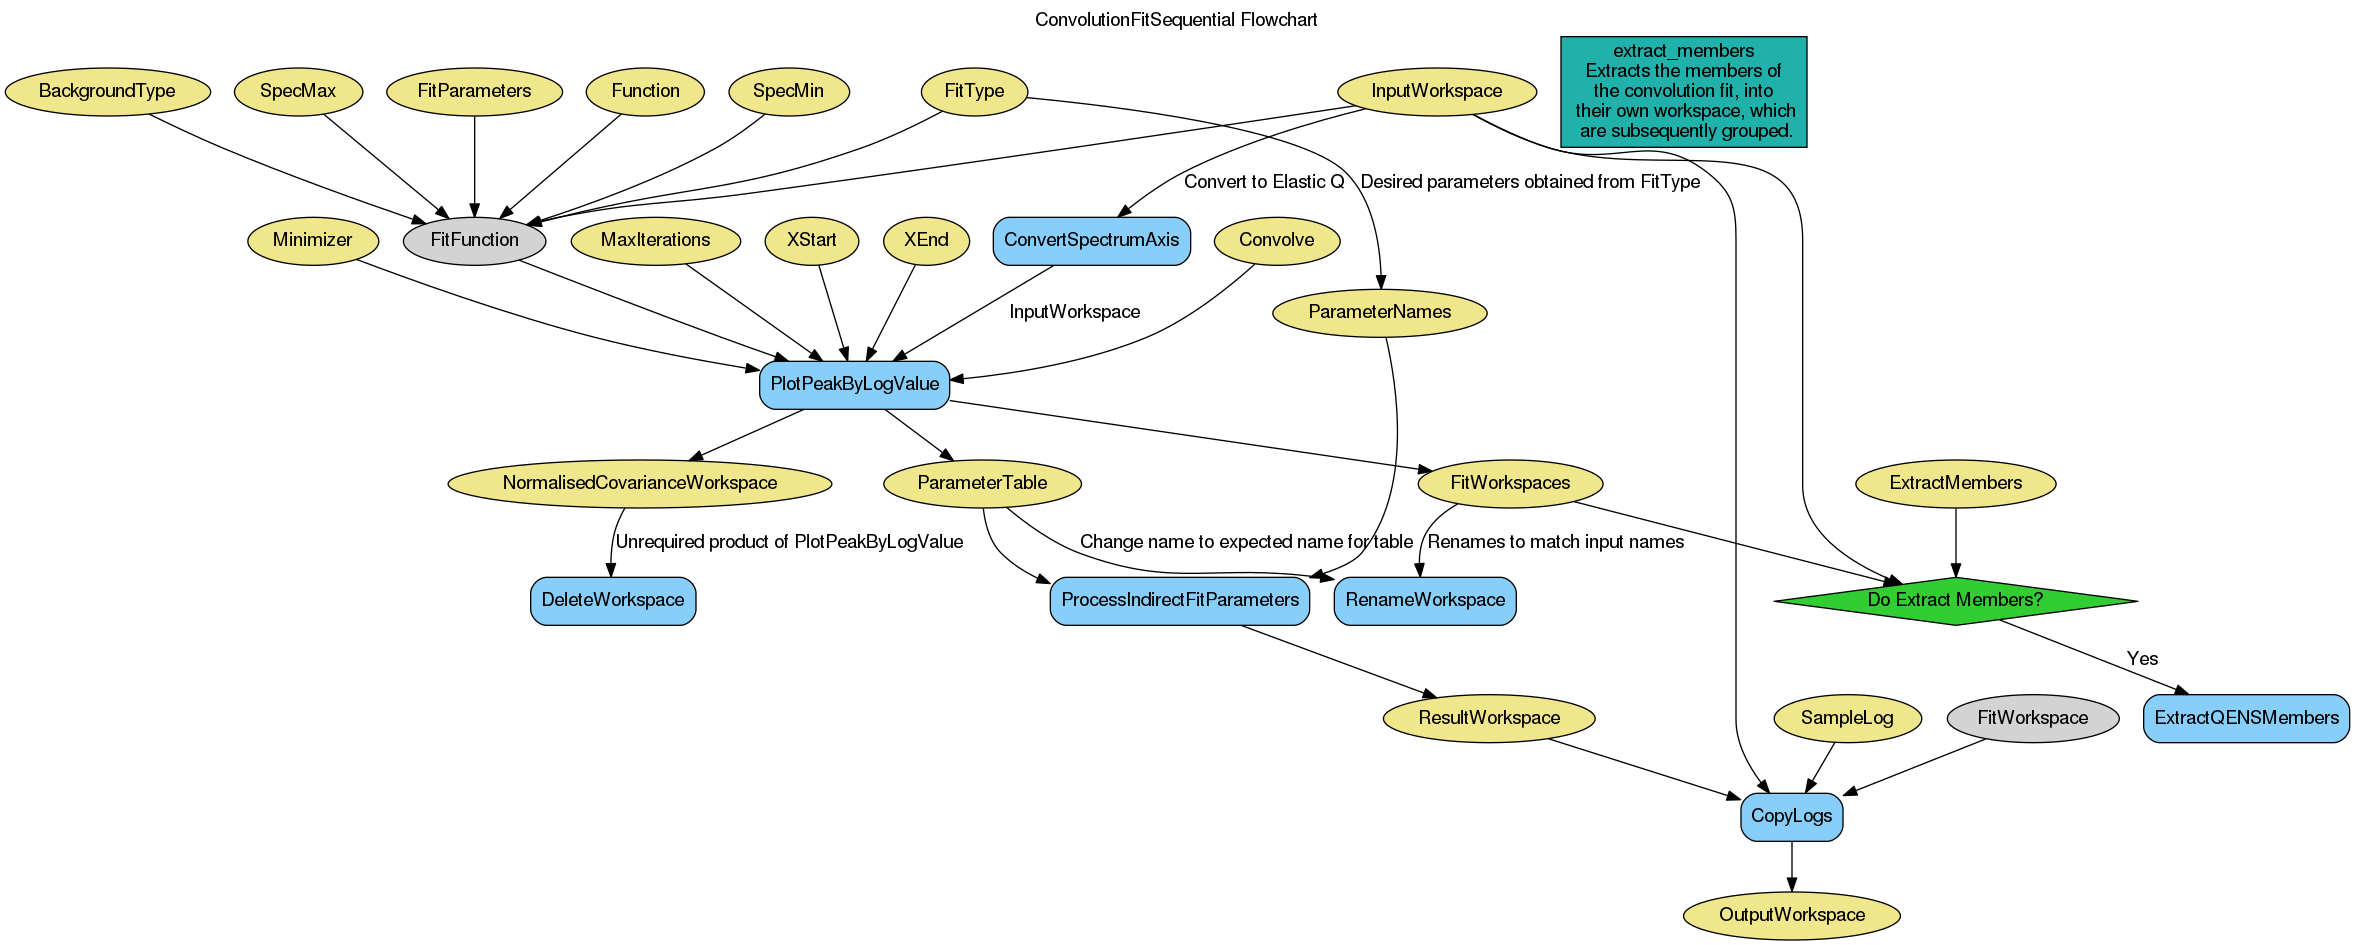 ConvolutionFitSequential Flowchart
extract_members
Extracts the members of
the convolution fit, into
their own workspace, which
are subsequently grouped.
BackgroundType
SpecMax
FitParameters
Function
SpecMin
FitType
InputWorkspace
Convert to Elastic Q
Desired parameters obtained from FitType
Minimizer
FitFunction
MaxIterations
XStart
XEnd
ConvertSpectrumAxis
Convolve
InputWorkspace
ParameterNames
PlotPeakByLogValue
NormalisedCovarianceWorkspace
ParameterTable
FitWorkspaces
ExtractMembers
Unrequired product of PlotPeakByLogValue
Change name to expected name for table
Renames to match input names
DeleteWorkspace
ProcessIndirectFitParameters
RenameWorkspace
Do Extract Members?
Yes
ResultWorkspace
SampleLog
FitWorkspace
ExtractQENSMembers
CopyLogs
OutputWorkspace